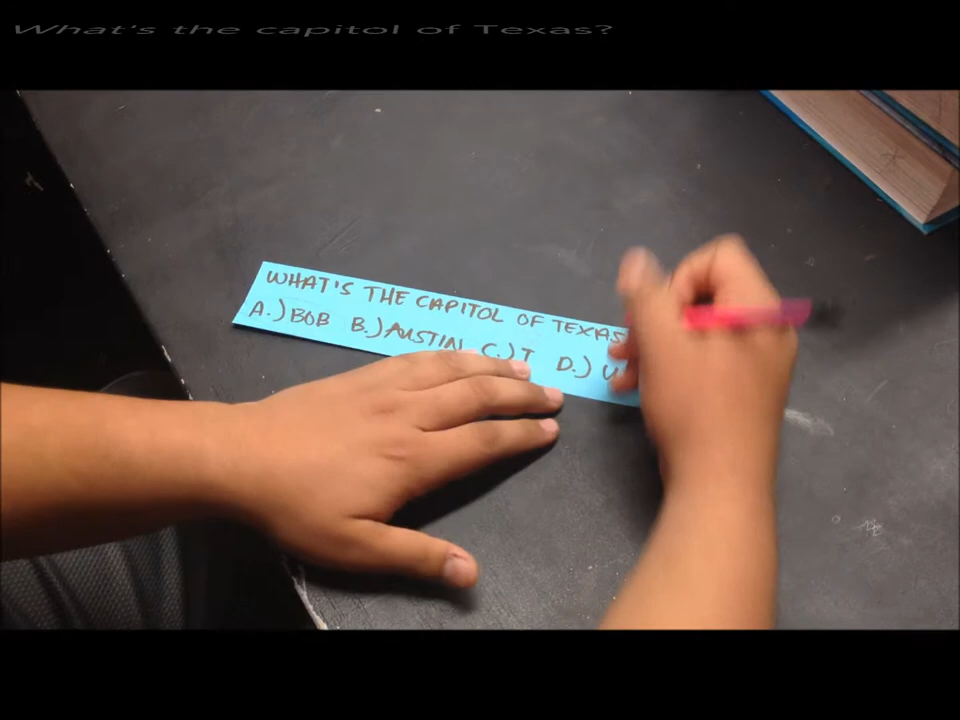 What's the capitol of Texas?
WHAT'S THE CAPITOL OF TEXAS
A.) BOB B.) AUSTIN C.) T D.) U